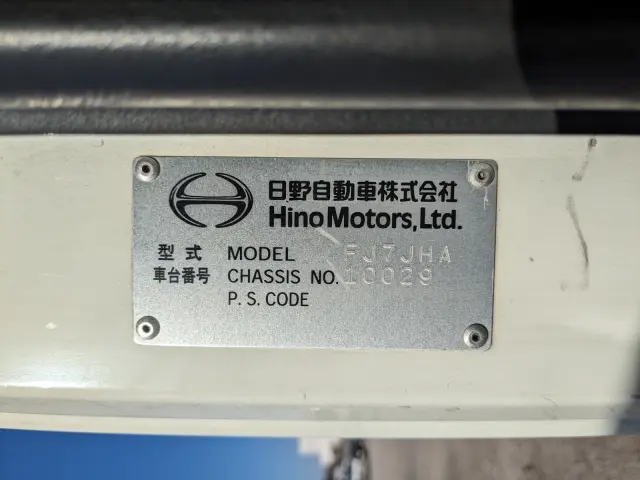 日野自動車株式会社
Hino Motors, Ltd.
型式 MODEL FJ7JHA
車台番号 CHASSIS NO. 10029
P.S. CODE